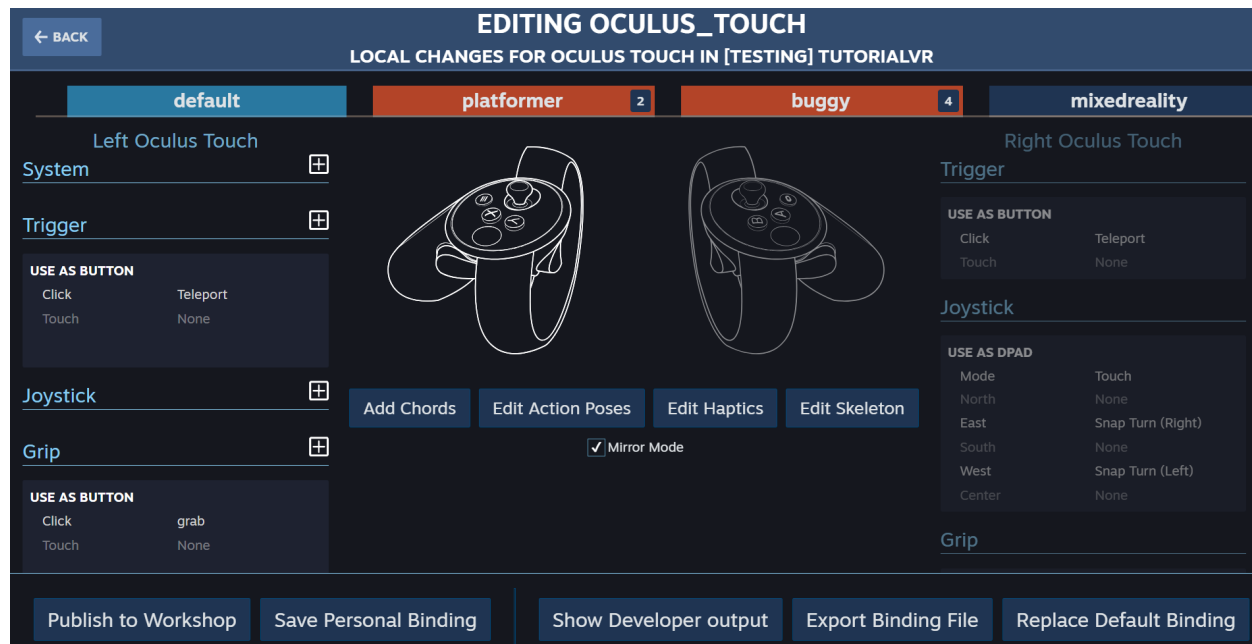 ← BACK
EDITING OCULUS_TOUCH
LOCAL CHANGES FOR OCULUS TOUCH IN [TESTING] TUTORIALVR
default
platformer 2
buggy 4
mixedreality
Left Oculus Touch
System
Trigger
USE AS BUTTON
Click Teleport
Touch None
Joystick
Grip
USE AS BUTTON
Click grab
Touch None
X
Y
A
B
Add Chords
Edit Action Poses
Edit Haptics
Edit Skeleton
Mirror Mode
Right Oculus Touch
Trigger
USE AS BUTTON
Click Teleport
Touch None
Joystick
USE AS DPAD
Mode Touch
North None
East Snap Turn (Right)
South None
West Snap Turn (Left)
Center None
Grip
Publish to Workshop
Save Personal Binding
Show Developer output
Export Binding File
Replace Default Binding